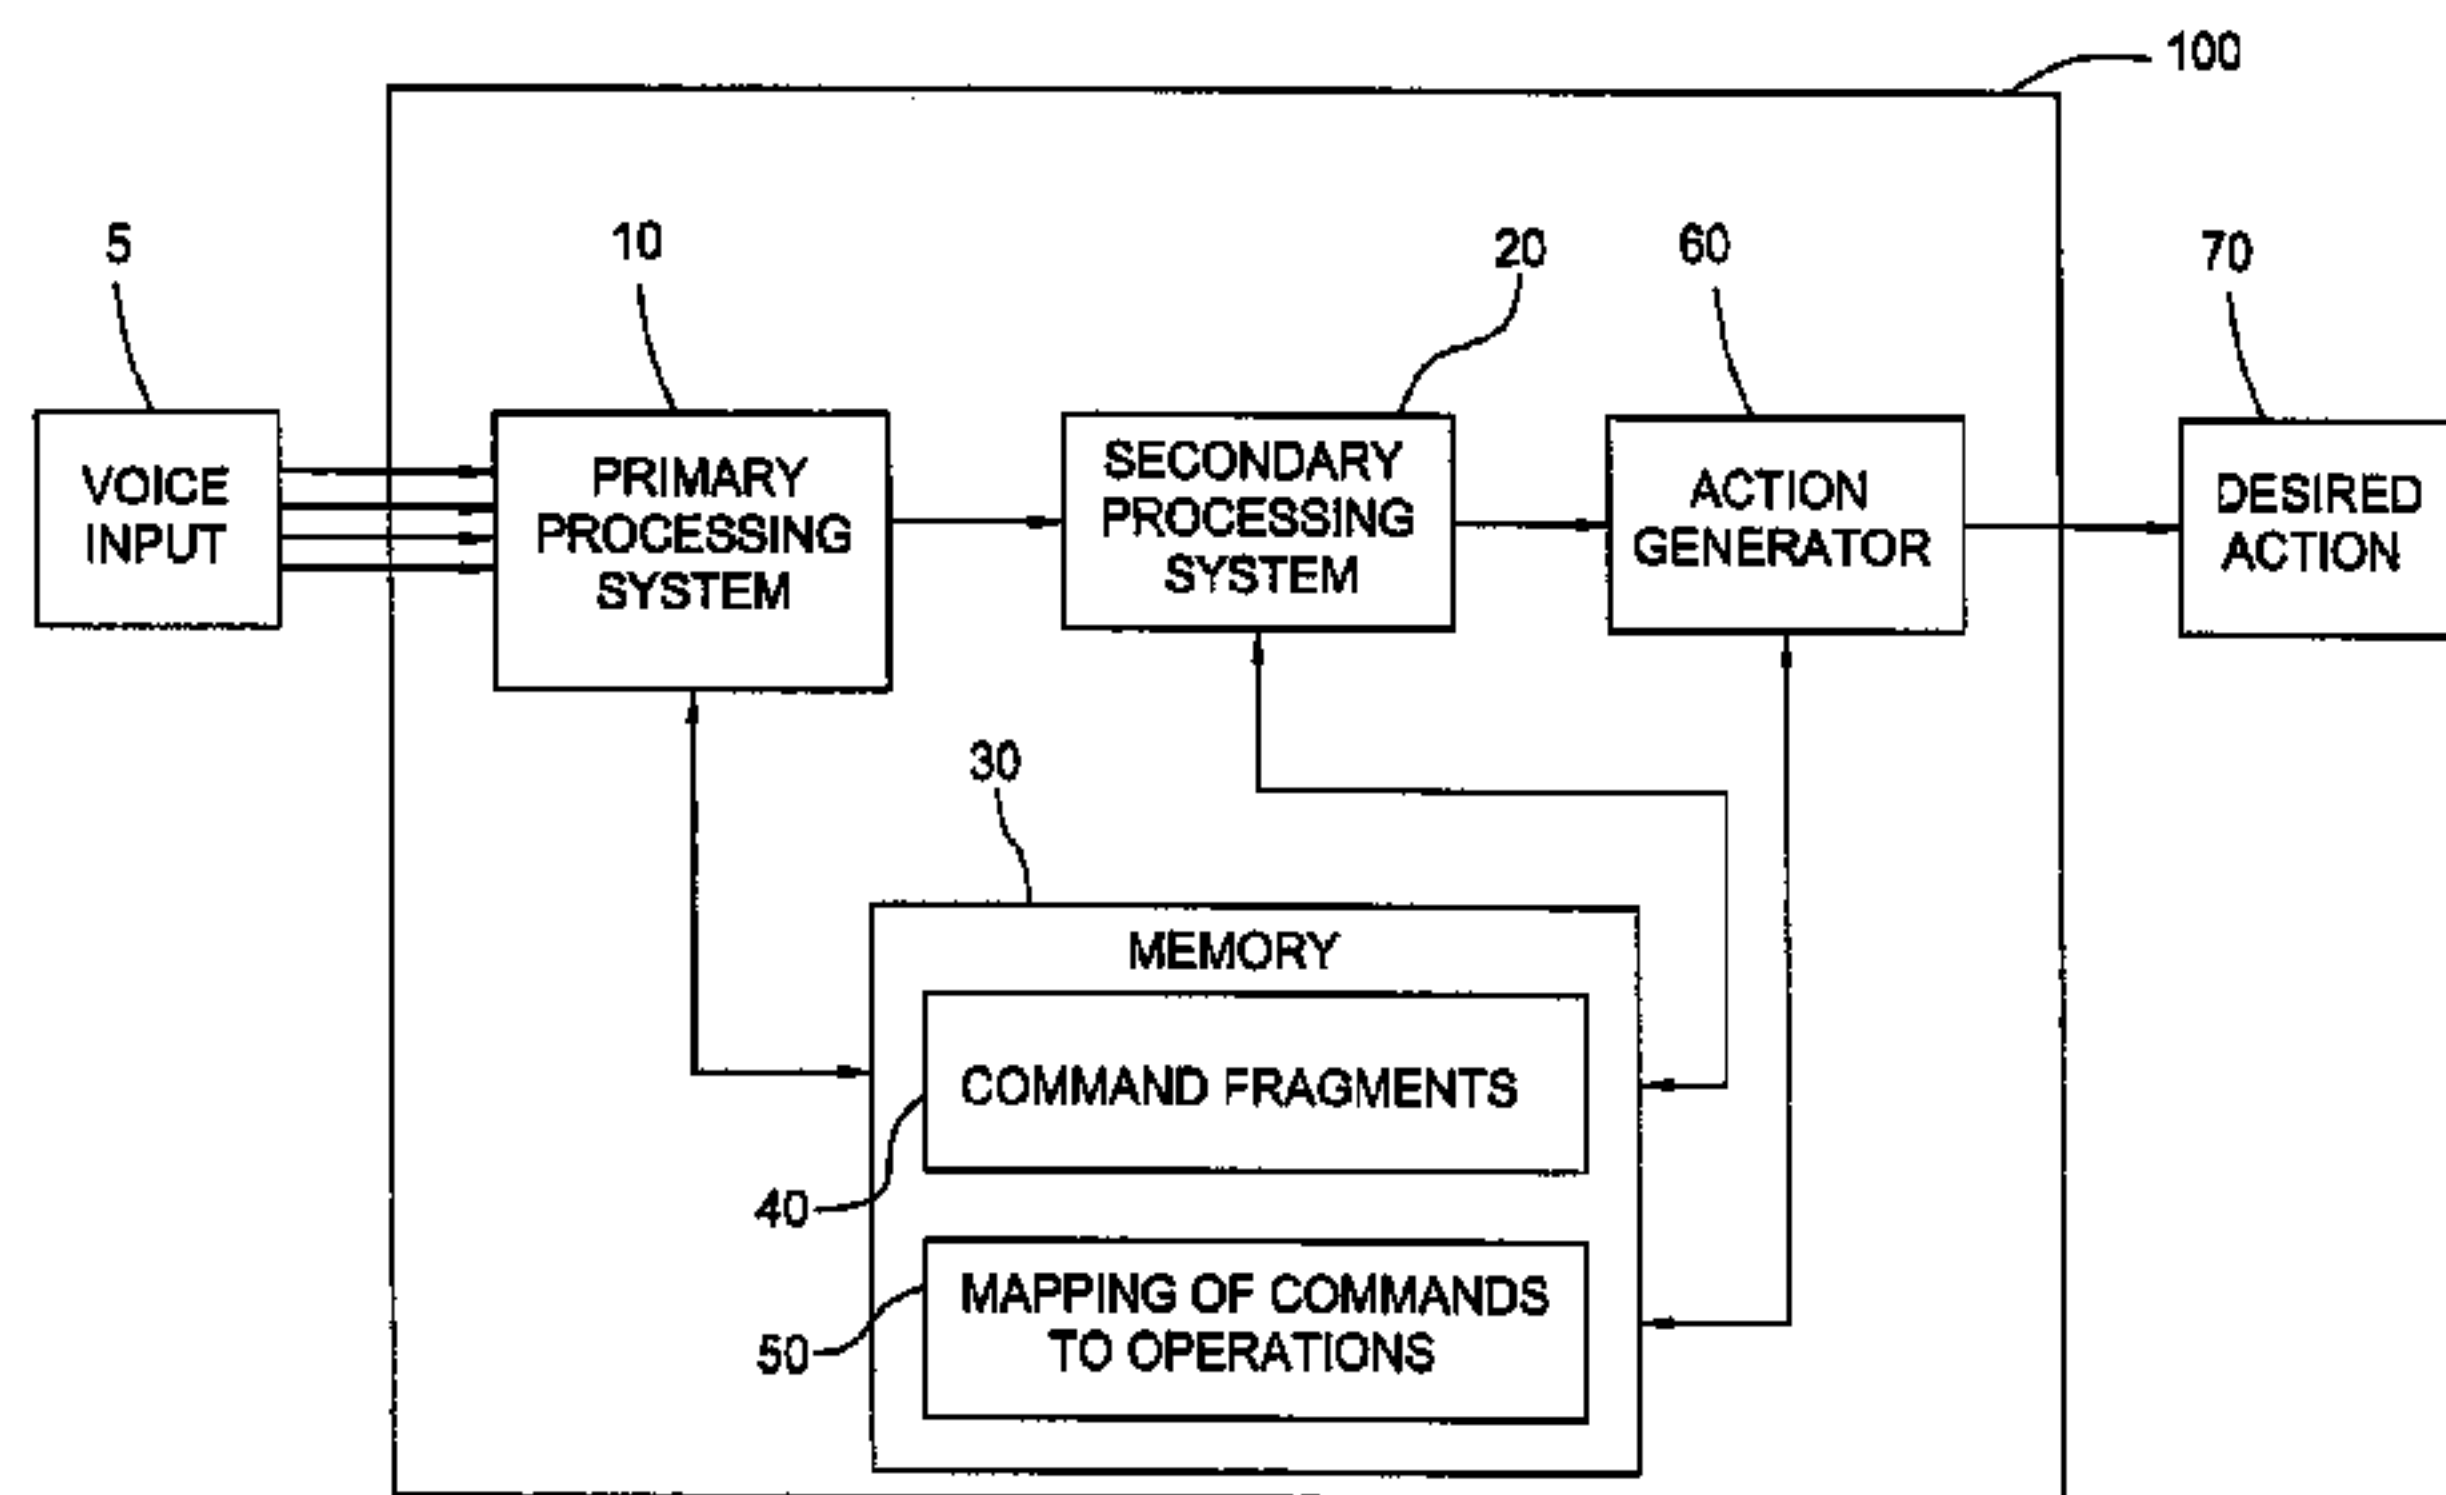 100
5
10
20
60
70
VOICE
INPUT
PRIMARY
PROCESSING
SYSTEM
SECONDARY
PROCESSING
SYSTEM
ACTION
GENERATOR
DESIRED
ACTION
30
MEMORY
COMMAND FRAGMENTS
40
MAPPING OF COMMANDS
TO OPERATIONS
50